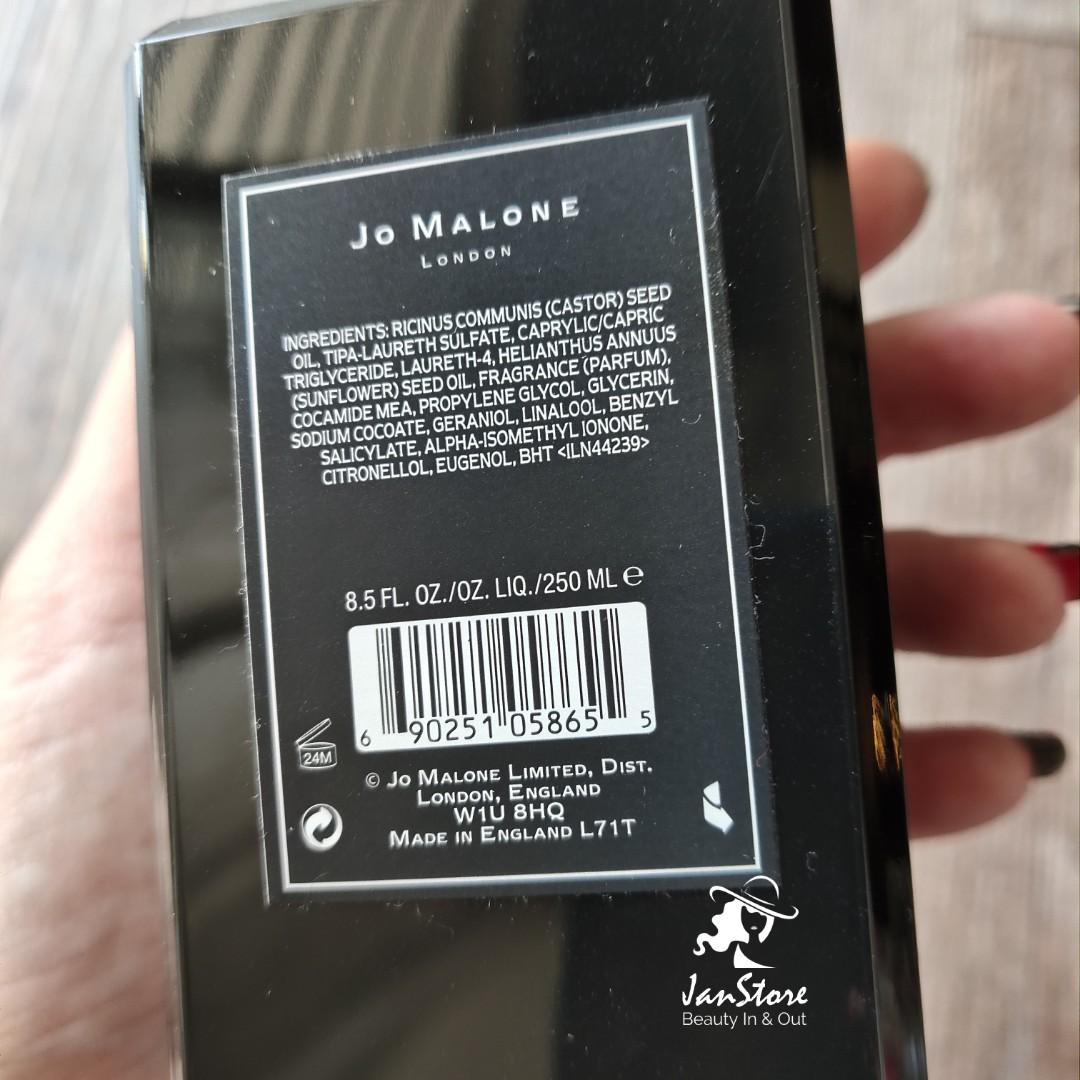 JO MALONE
LONDON
INGREDIENTS: RICINUS COMMUNIS (CASTOR) SEED
OIL, TIPA-LAURETH SULFATE, CAPRYLIC/CAPRIC
TRIGLYCERIDE, LAURETH-4, HELIANTHUS ANNUUS
(SUNFLOWER) SEED OIL, FRAGRANCE (PARFUM),
COCAMIDE MEA, PROPYLENE GLYCOL, GLYCERIN,
SODIUM COCOATE, GERANIOL, LINALOOL, BENZYL
SALICYLATE, ALPHA-ISOMETHYL IONONE,
CITRONELLOL, EUGENOL, BHT <ILN44239>
8.5 FL. OZ./OZ. LIQ./250 ML ℮
6 90251 05865 5
24M
© JO MALONE LIMITED, DIST.
LONDON, ENGLAND
W1U 8HQ
MADE IN ENGLAND L71T
JanStore
Beauty In & Out